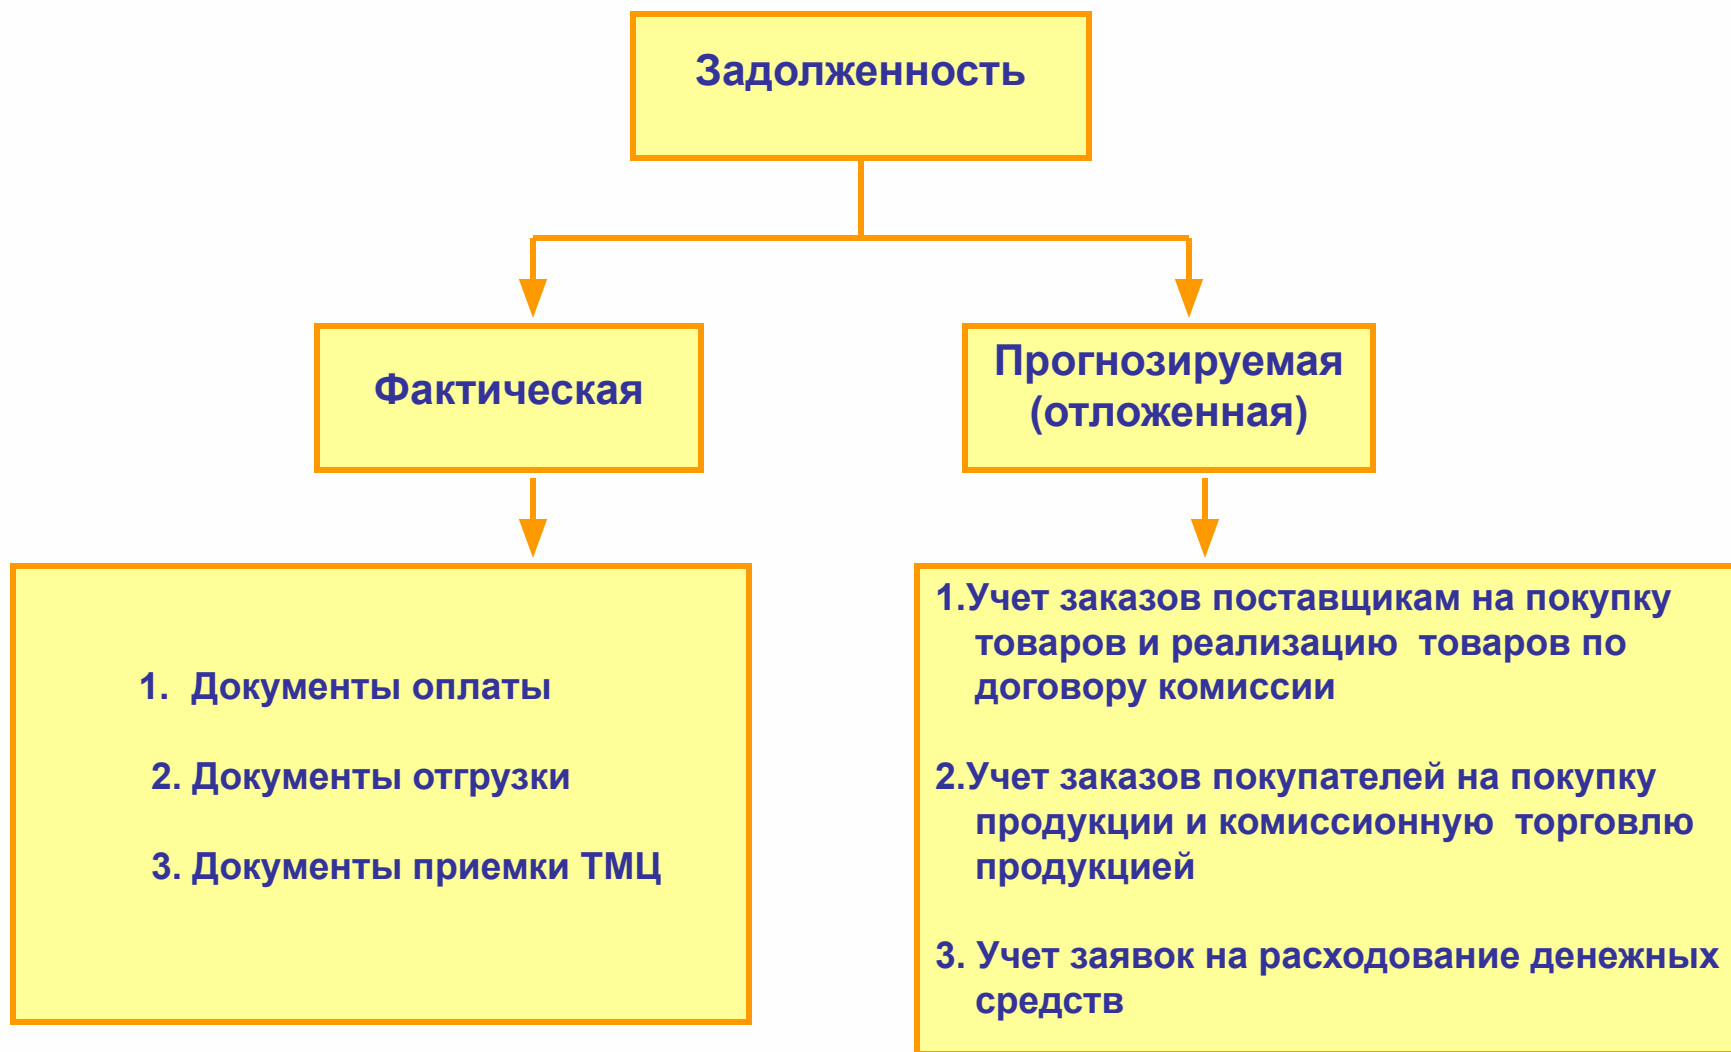 Задолженность
Фактическая
Прогнозируемая
(отложенная)
1. Документы оплаты
2. Документы отгрузки
3. Документы приемки ТМЦ
1.Учет заказов поставщикам на покупку
товаров и реализацию товаров по
договору комиссии
2.Учет заказов покупателей на покупку
продукции и комиссионную торговлю
продукцией
3. Учет заявок на расходование денежных
средств